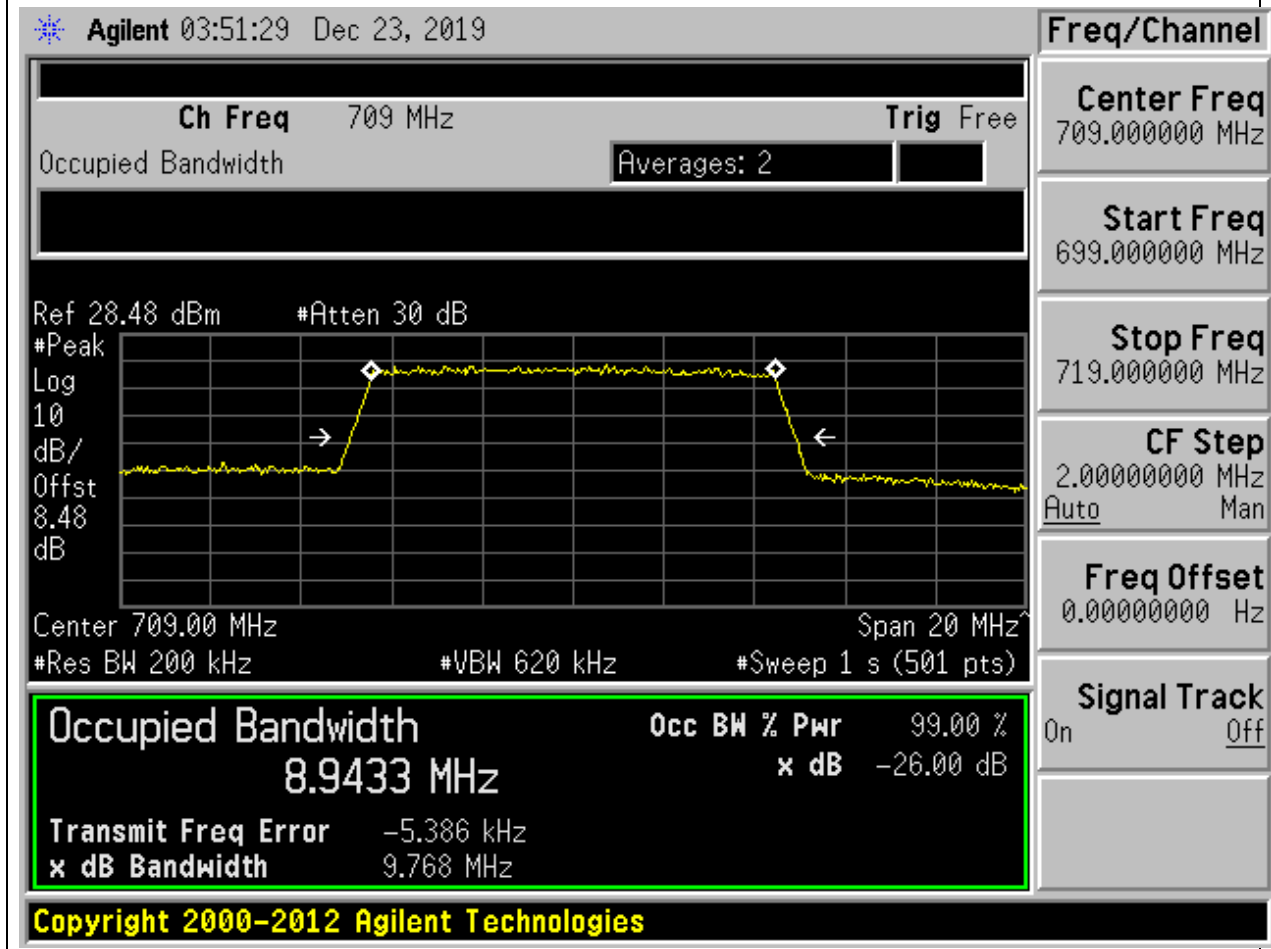 Agilent 03:51:29 Dec 23, 2019
Freq/Channel
Ch Freq 709 MHz Trig Free
Occupied Bandwidth Averages: 2
Ref 28.48 dBm #Atten 30 dB
#Peak
Log
10
dB/
Offst
8.48
dB
Center 709.00 MHz Span 20 MHz^
#Res BW 200 kHz #VBW 620 kHz #Sweep 1 s (501 pts)
Occupied Bandwidth Occ BW % Pwr 99.00 %
8.9433 MHz x dB -26.00 dB
Transmit Freq Error -5.386 kHz
x dB Bandwidth 9.768 MHz
Copyright 2000-2012 Agilent Technologies
Center Freq
709.000000 MHz
Start Freq
699.000000 MHz
Stop Freq
719.000000 MHz
CF Step
2.00000000 MHz
Auto Man
Freq Offset
0.00000000 Hz
Signal Track
On Off